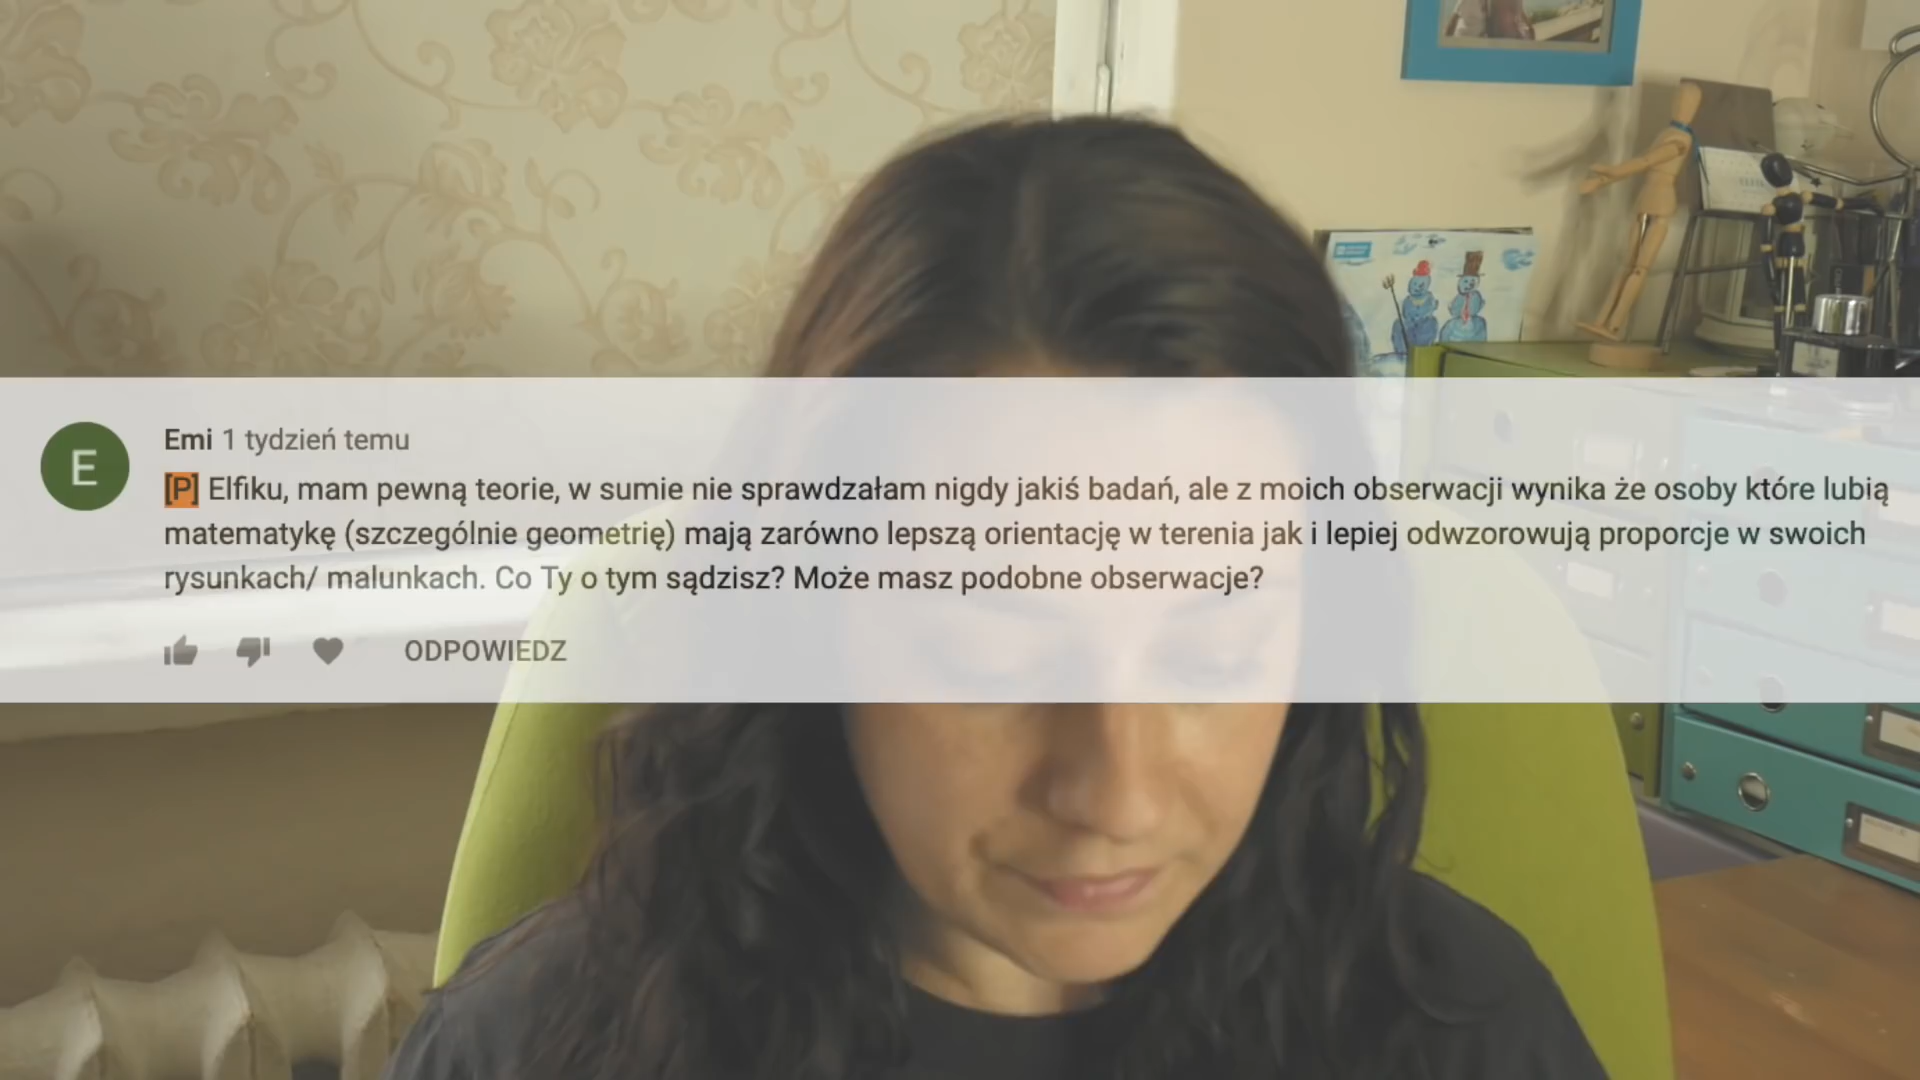 E
Emi 1 tydzień temu
[P] Elfiku, mam pewną teorie, w sumie nie sprawdzałam nigdy jakiś badań, ale z moich obserwacji wynika że osoby które lubią
matematykę (szczególnie geometrię) mają zarówno lepszą orientację w terenia jak i lepiej odwzorowują proporcje w swoich
rysunkach/ malunkach. Co Ty o tym sądzisz? Może masz podobne obserwacje?
ODPOWIEDZ